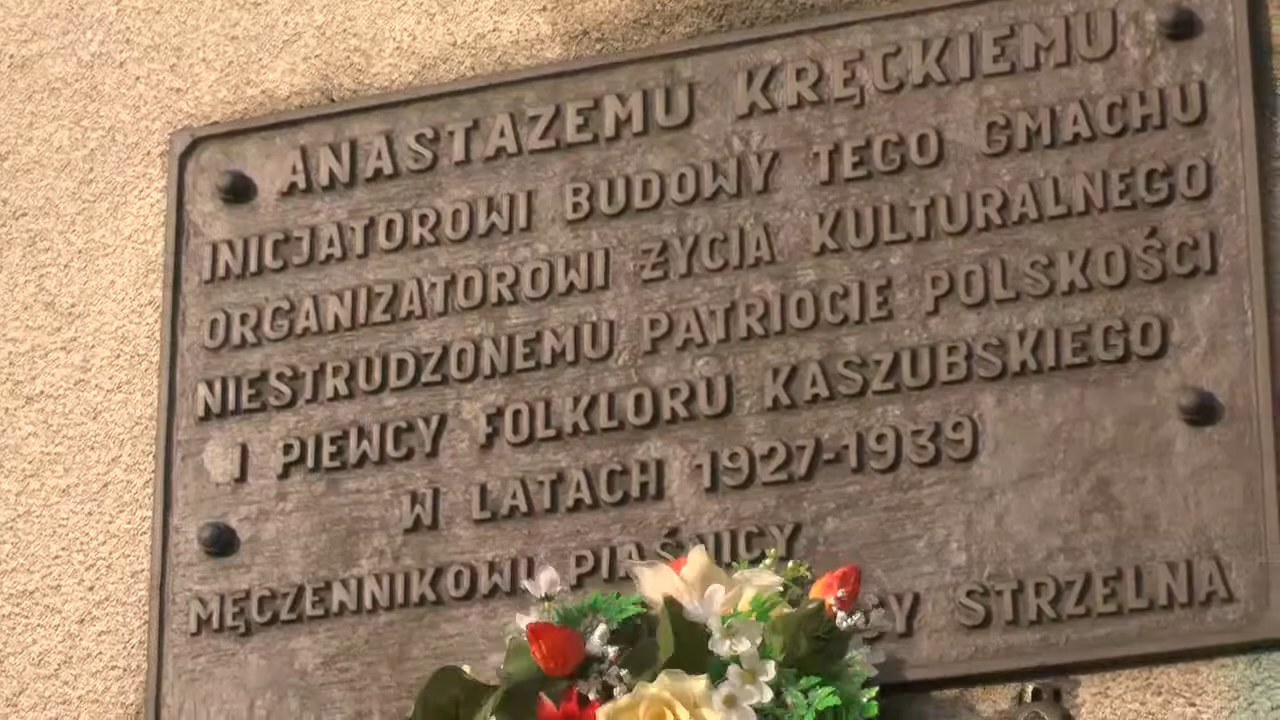 ANASTAZEMU KRĘCKIEMU
INICJATOROWI BUDOWY TEGO GMACHU
ORGANIZATOROWI ŻYCIA KULTURALNEGO
NIESTRUDZONEMU PATRIOCIE POLSKOŚCI
I PIEWCY FOLKLORU KASZUBSKIEGO
W LATACH 1927-1939
MĘCZENNIKOWI PIAŚNICY
STRZELNA